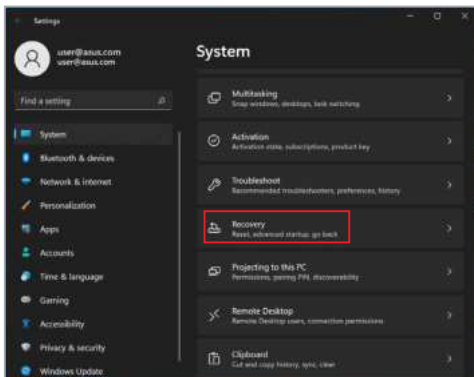 Settings
user@asus.com
user@asus.com
Find a setting
System
Bluetooth & devices
Network & internet
Personalization
Apps
Accounts
Time & language
Gaming
Accessibility
Privacy & security
Windows Update
System
Multitasking
Snap windows, desktops, task switching
Activation
Activation state, subscriptions, product key
Troubleshoot
Recommended troubleshooters, preferences, history
Recovery
Reset, advanced startup, go back
Projecting to this PC
Permissions, pairing PIN, discoverability
Remote Desktop
Remote Desktop users, connection permissions
Clipboard
Cut and copy history, sync, clear